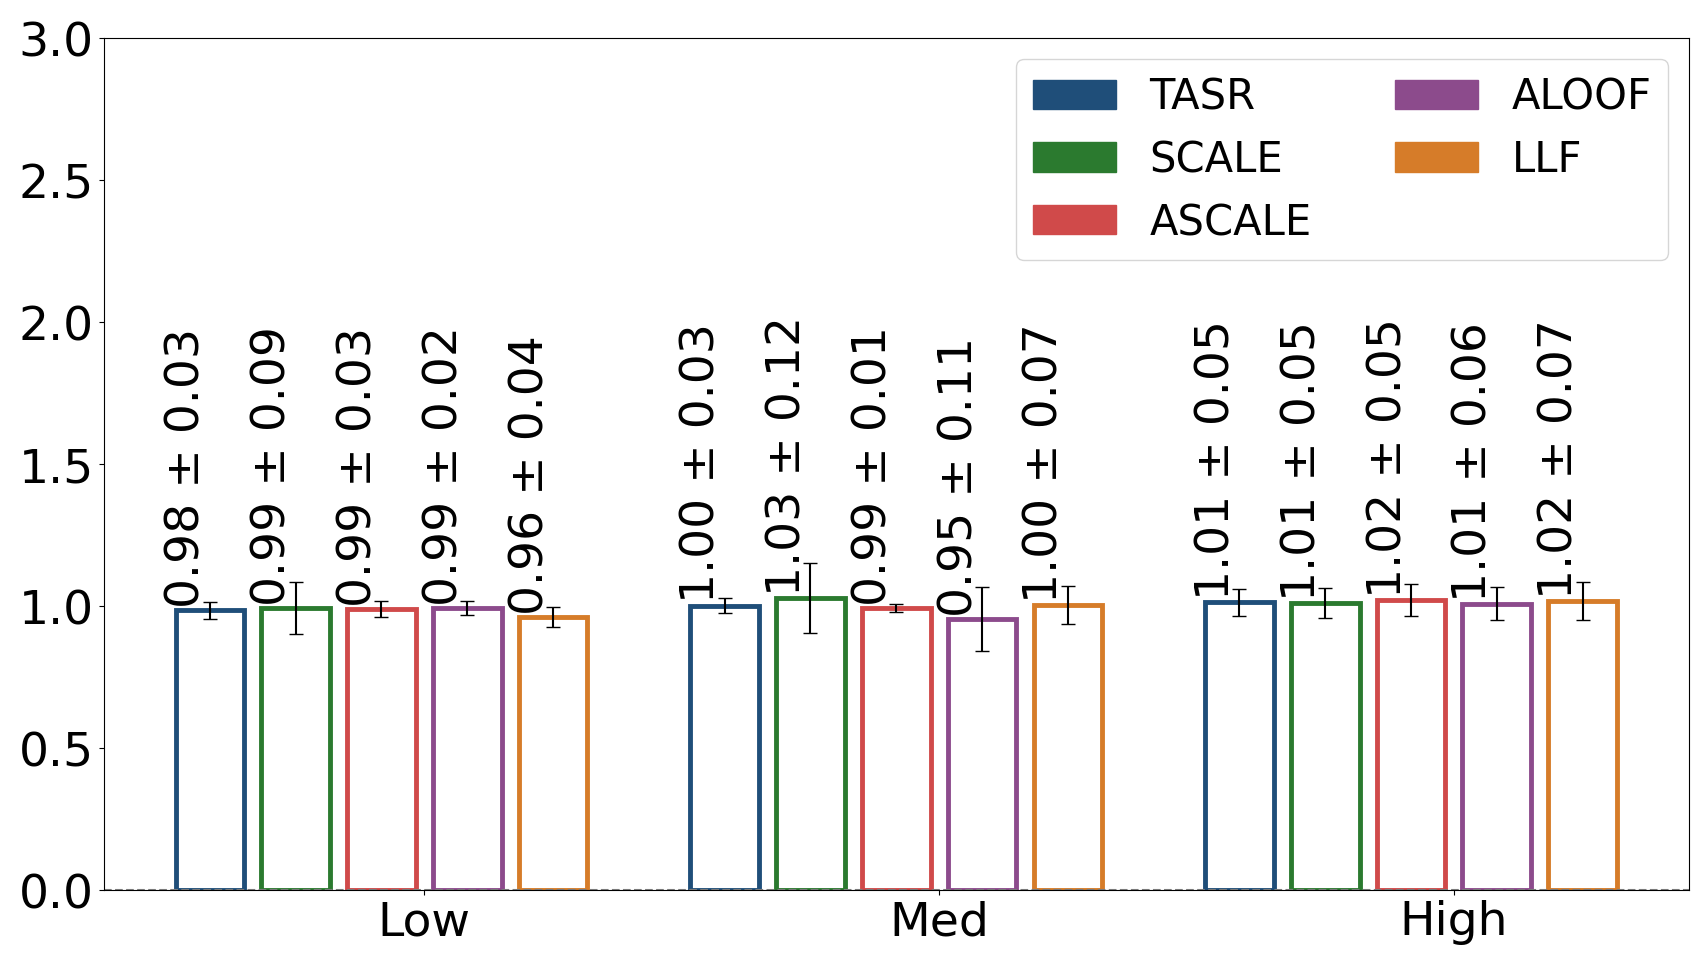 3.0
2.5
2.0
1.5
1.0
0.5
0.0
TASR
SCALE
ASCALE
ALOOF
LLF
0.98 ± 0.03
0.99 ± 0.09
0.99 ± 0.03
0.99 ± 0.02
0.96 ± 0.04
1.00 ± 0.03
1.03 ± 0.12
0.99 ± 0.01
0.95 ± 0.11
1.00 ± 0.07
1.01 ± 0.05
1.01 ± 0.05
1.02 ± 0.05
1.01 ± 0.06
1.02 ± 0.07
Low
Med
High